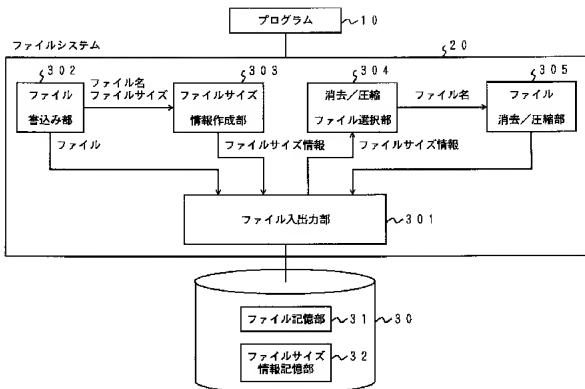 プログラム
10
ファイルシステム
20
302
303
304
305
ファイル
書込み部
ファイル名
ファイルサイズ
ファイルサイズ
情報作成部
消去／圧縮
ファイル選択部
ファイル名
ファイル
消去／圧縮部
ファイル
ファイルサイズ情報
ファイルサイズ情報
ファイル入出力部
301
ファイル記憶部
31
30
ファイルサイズ
情報記憶部
32